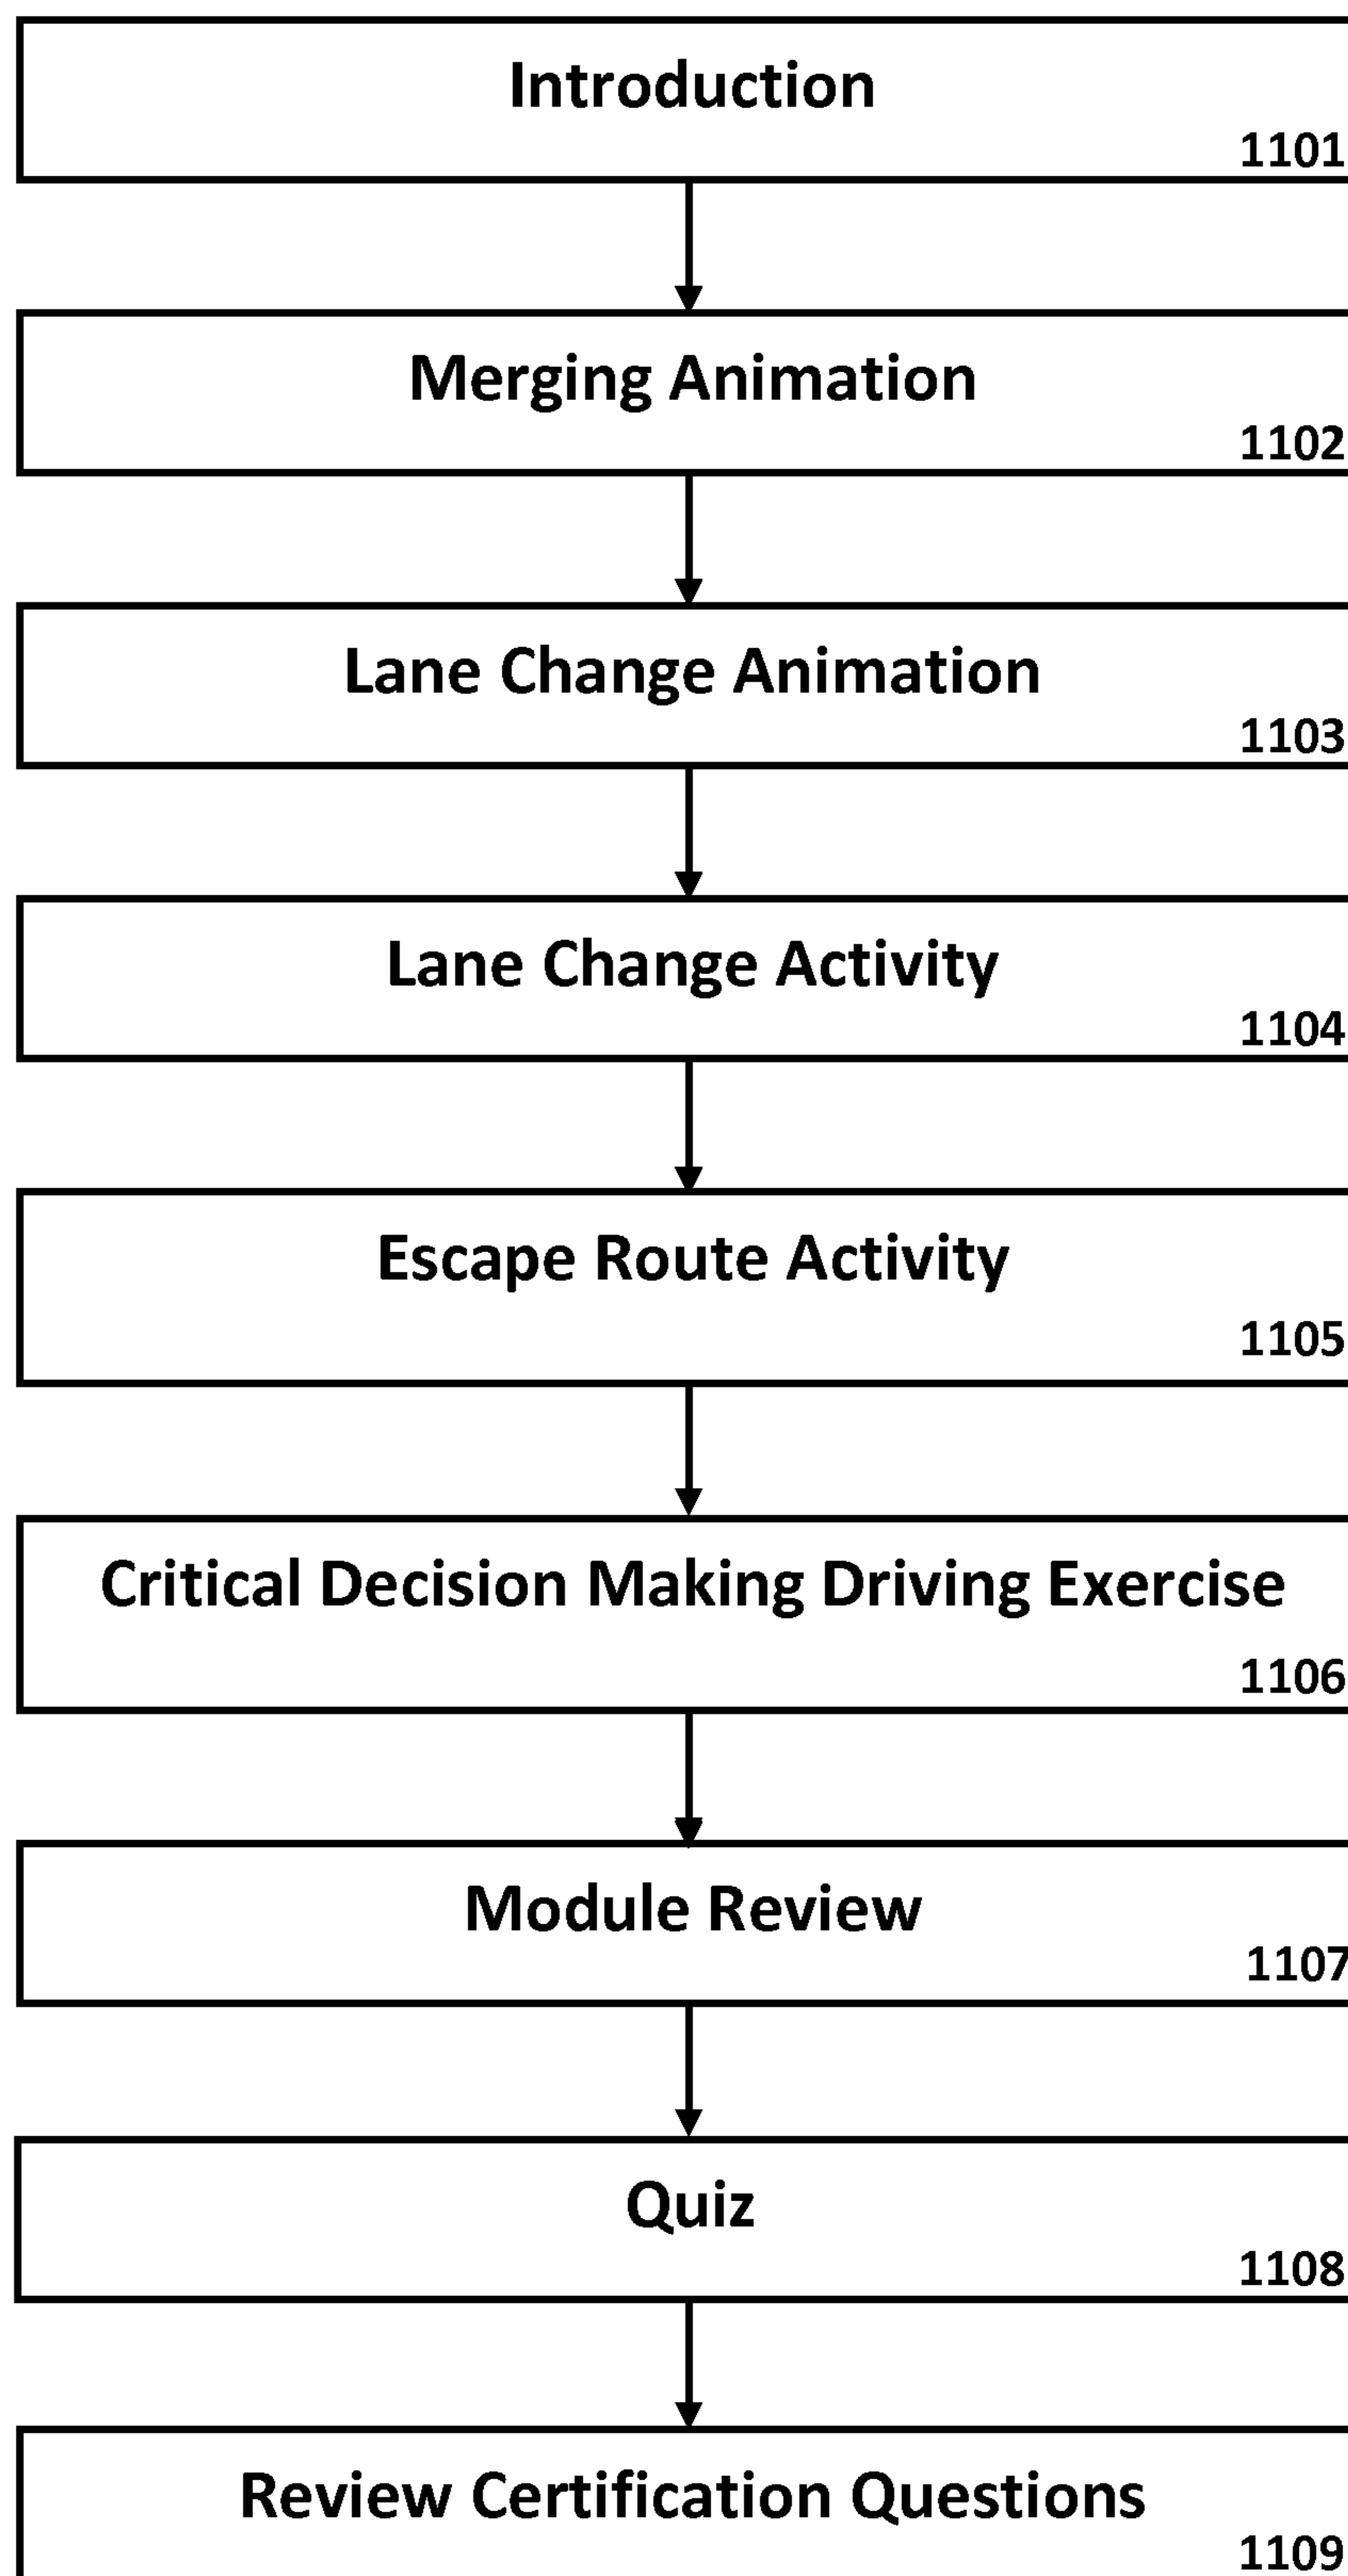 Introduction
1101
Merging Animation
1102
Lane Change Animation
1103
Lane Change Activity
1104
Escape Route Activity
1105
Critical Decision Making Driving Exercise
1106
Module Review
1107
Quiz
1108
Review Certification Questions
1109